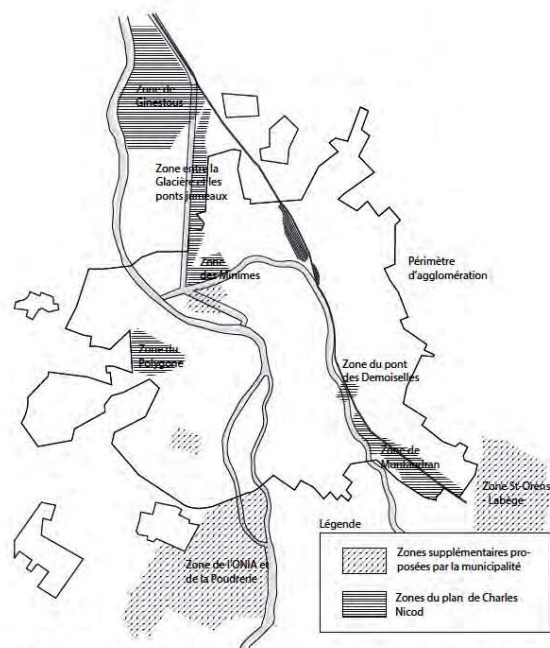 Zone de
Ginestous
Zone entre la
Glacière et les
ponts jumeaux
Zone
des Minimes
Périmètre
d'agglomération
Zone du
Polygone
Zone du pont
des Demoiselles
Zone de
Montaudran
Zone St-Orens
Labège
Zone de l'ONIA et
de la Poudrerie
Légende
Zones supplémentaires pro-
posées par la municipalité
Zones du plan de Charles
Nicod